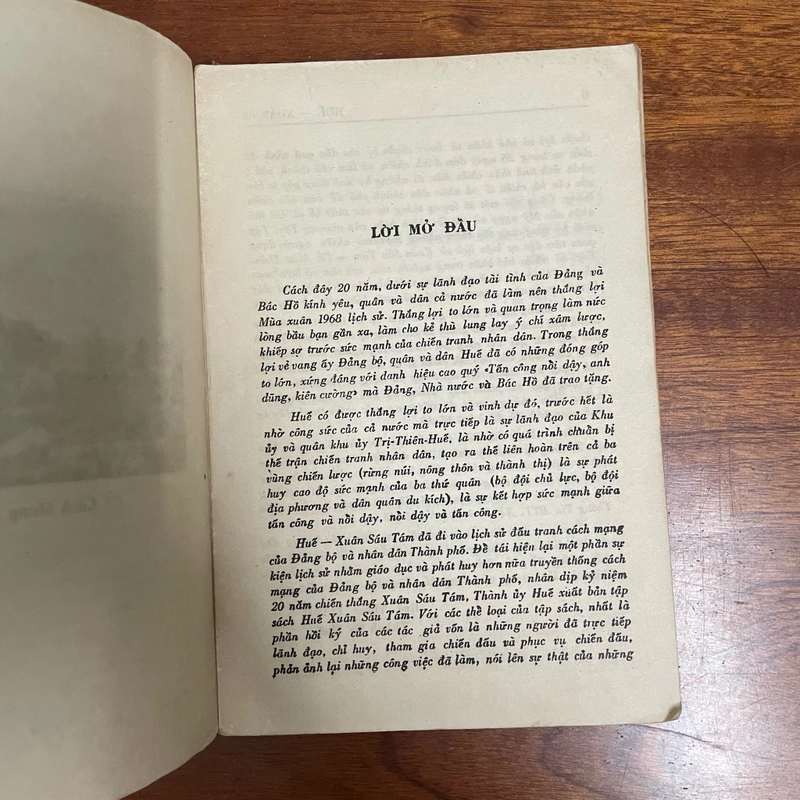 LỜI MỞ ĐẦU
Cách đây 20 năm, dưới sự lãnh đạo tài tình của Đảng và
Bác Hồ kính yêu, quân và dân cả nước đã làm nên thắng lợi
Mùa xuân 1968 lịch sử. Thắng lợi to lớn và quan trọng làm nức
lòng bầu bạn gần xa, làm cho kẻ thù lung lay ý chí xâm lược,
khiếp sợ trước sức mạnh của chiến tranh nhân dân. Trong thắng
lợi vẻ vang ấy Đảng bộ, quân và dân Huế đã có những đóng góp
to lớn, xứng đáng với danh hiệu cao quý «Tấn công nổi dậy, anh
dũng, kiên cường» mà Đảng, Nhà nước và Bác Hồ đã trao tặng.
Huế có được thắng lợi to lớn và vinh dự đó, trước hết là
nhờ công sức của cả nước mà trực tiếp là sự lãnh đạo của Khu
ủy và quân khu ủy Trị-Thiên-Huế, là nhờ có quá trình chuẩn bị
thế trận chiến tranh nhân dân, tạo ra thế liên hoàn trên cả ba
vùng chiến lược (rừng núi, nông thôn và thành thị) là sự phát
huy cao độ sức mạnh của ba thứ quân (bộ đội chủ lực, bộ đội
địa phương và dân quân du kích), là sự kết hợp sức mạnh giữa
tấn công và nổi dậy, nổi dậy và tấn công.
Huế — Xuân Sáu Tám đã đi vào lịch sử đấu tranh cách mạng
của Đảng bộ và nhân dân Thành phố. Để tái hiện lại một phần sự
kiện lịch sử nhằm giáo dục và phát huy hơn nữa truyền thống cách
mạng của Đảng bộ và nhân dân Thành phố, nhân dịp kỷ niệm
20 năm chiến thắng Xuân Sáu Tám, Thành ủy Huế xuất bản tập
sách Huế Xuân Sáu Tám. Với các thể loại của tập sách, nhất là
phần hồi ký của các tác giả vốn là những người đã trực tiếp
lãnh đạo, chỉ huy, tham gia chiến đấu và phục vụ chiến đấu,
phản ảnh lại những công việc đã làm, nói lên sự thật của những